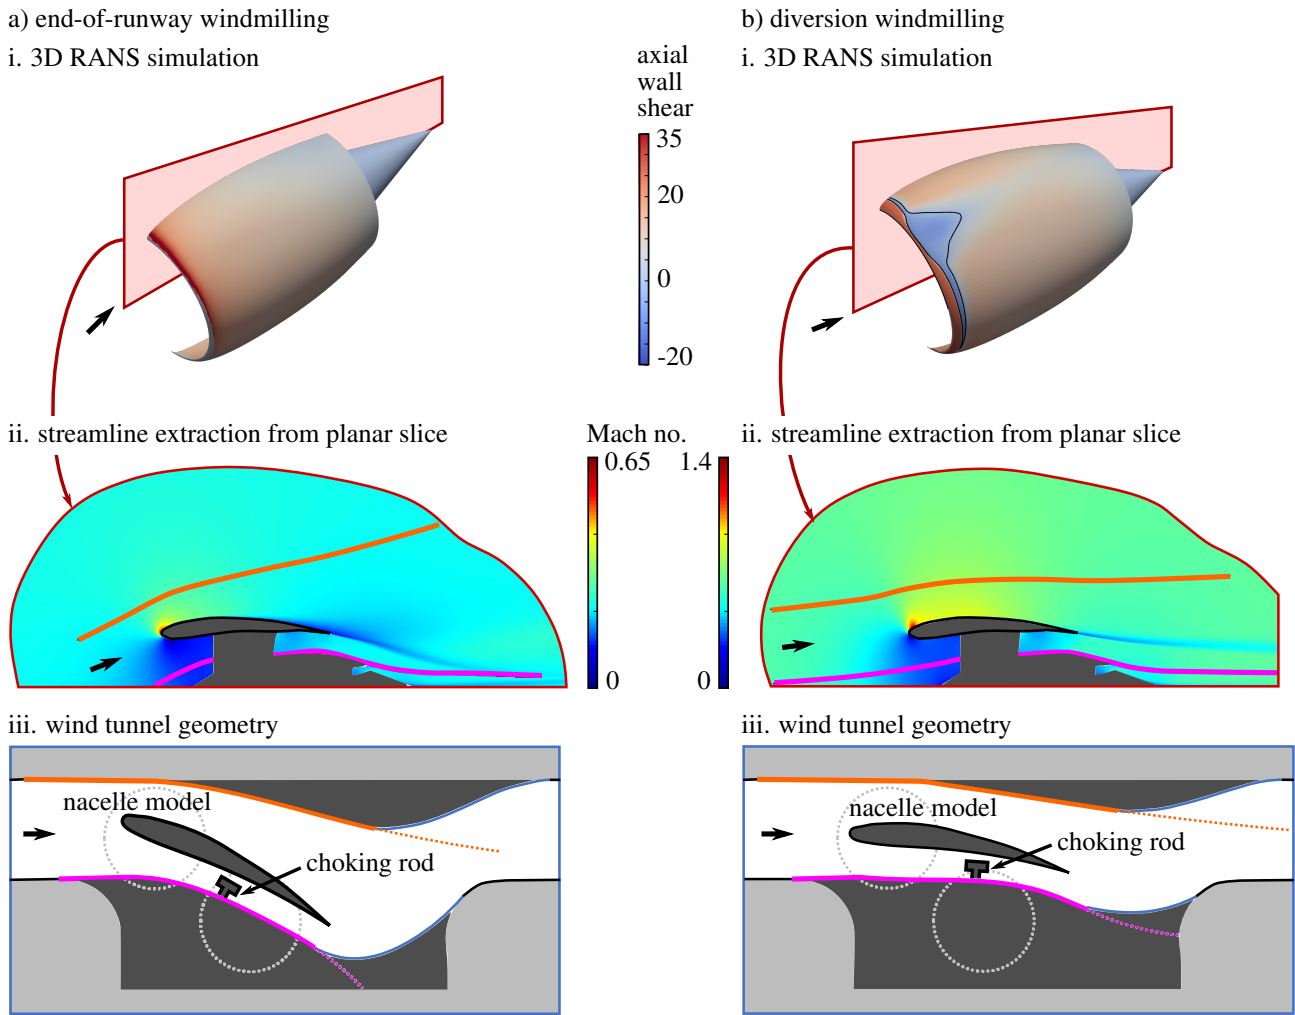 a) end-of-runway windmilling
i. 3D RANS simulation
axial
wall
shear
35
20
0
-20
b) diversion windmilling
i. 3D RANS simulation
ii. streamline extraction from planar slice
Mach no.
0.65
0
1.4
0
ii. streamline extraction from planar slice
iii. wind tunnel geometry
nacelle model
choking rod
iii. wind tunnel geometry
nacelle model
choking rod